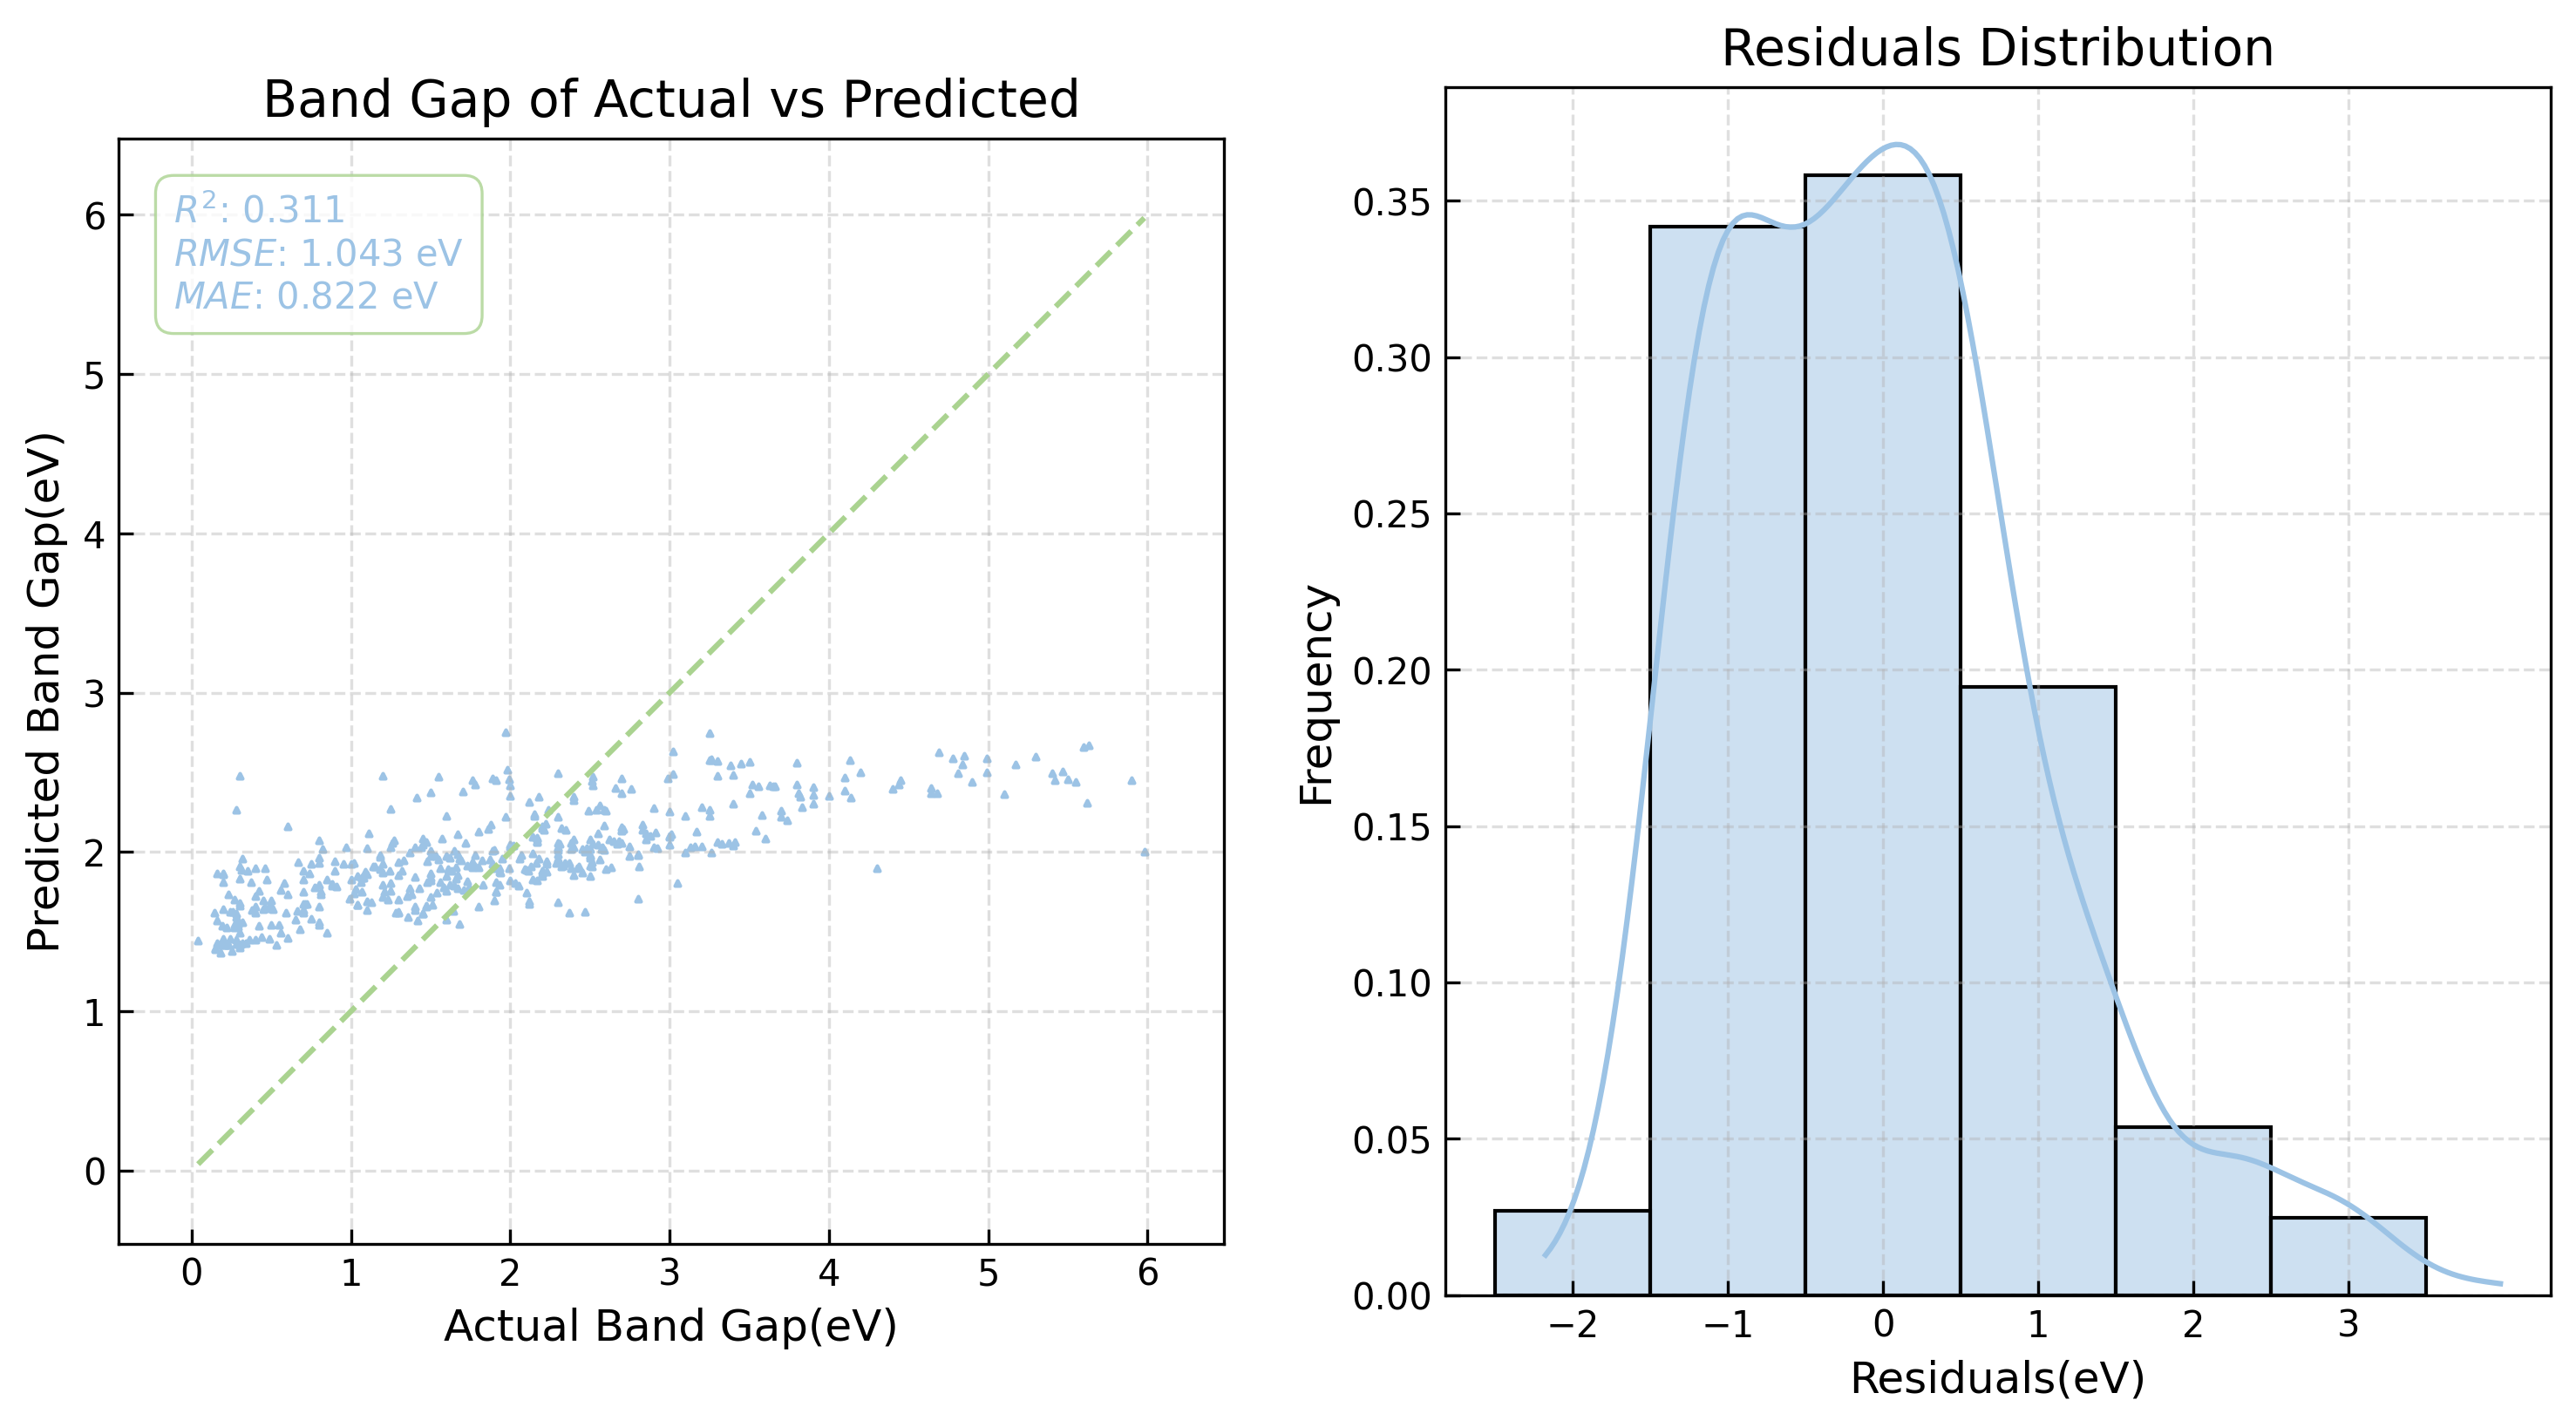 Band Gap of Actual vs Predicted
R²: 0.311
RMSE: 1.043 eV
MAE: 0.822 eV
6
5
4
3
2
1
0
Predicted Band Gap(eV)
0 1 2 3 4 5 6
Actual Band Gap(eV)
Residuals Distribution
0.35
0.30
0.25
0.20
0.15
0.10
0.05
0.00
Frequency
−2 −1 0 1 2 3
Residuals(eV)